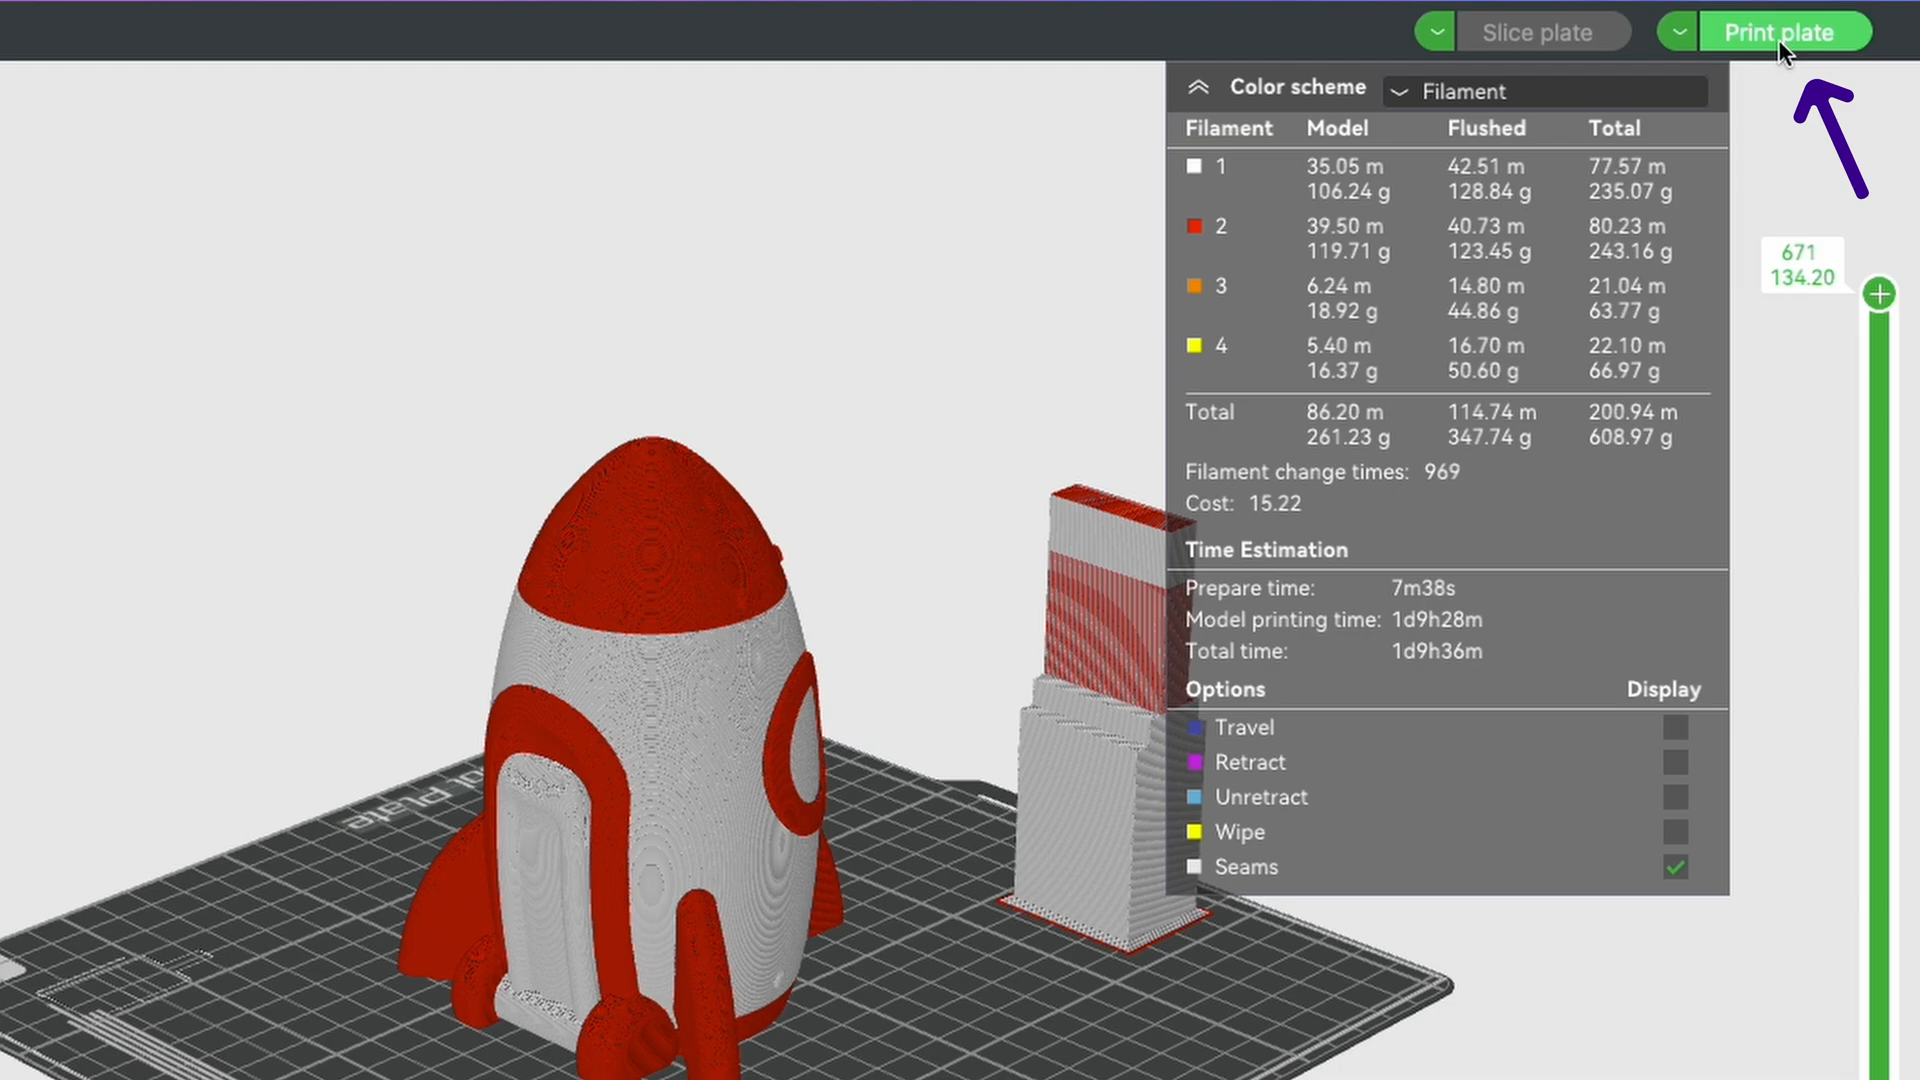 Slice plate
Print plate
Color scheme
Filament
Filament Model Flushed Total
1 35.05 m 42.51 m 77.57 m
106.24 g 128.84 g 235.07 g
2 39.50 m 40.73 m 80.23 m
119.71 g 123.45 g 243.16 g
3 6.24 m 14.80 m 21.04 m
18.92 g 44.86 g 63.77 g
4 5.40 m 16.70 m 22.10 m
16.37 g 50.60 g 66.97 g
Total 86.20 m 114.74 m 200.94 m
261.23 g 347.74 g 608.97 g
Filament change times: 969
Cost: 15.22
Time Estimation
Prepare time: 7m38s
Model printing time: 1d9h28m
Total time: 1d9h36m
Options Display
Travel
Retract
Unretract
Wipe
Seams
671
134.20
Plate